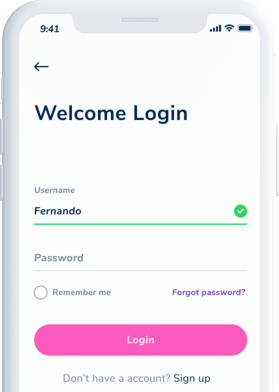 9:41
Welcome Login
Username
Fernando
Password
Remember me Forgot password?
Login
Don't have a account? Sign up